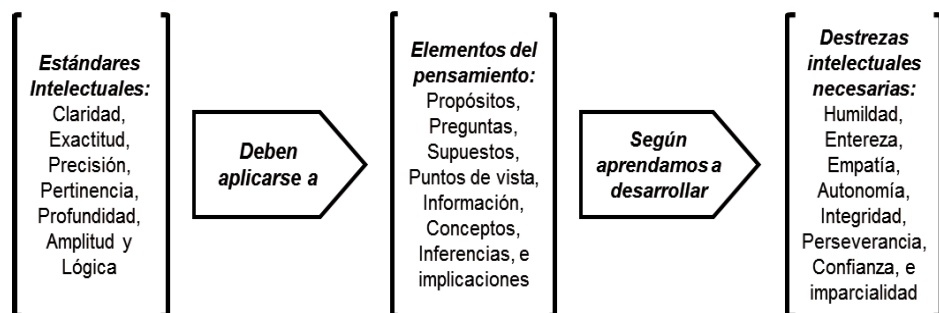 Estándares
Intelectuales:
Claridad,
Exactitud,
Precisión,
Pertinencia,
Profundidad,
Amplitud y
Lógica
Deben
aplicarse a
Elementos del
pensamiento:
Propósitos,
Preguntas,
Supuestos,
Puntos de vista,
Información,
Conceptos,
Inferencias, e
implicaciones
Según
aprendamos a
desarrollar
Destrezas
intelectuales
necesarias:
Humildad,
Entereza,
Empatía,
Autonomía,
Integridad,
Perseverancia,
Confianza, e
imparcialidad